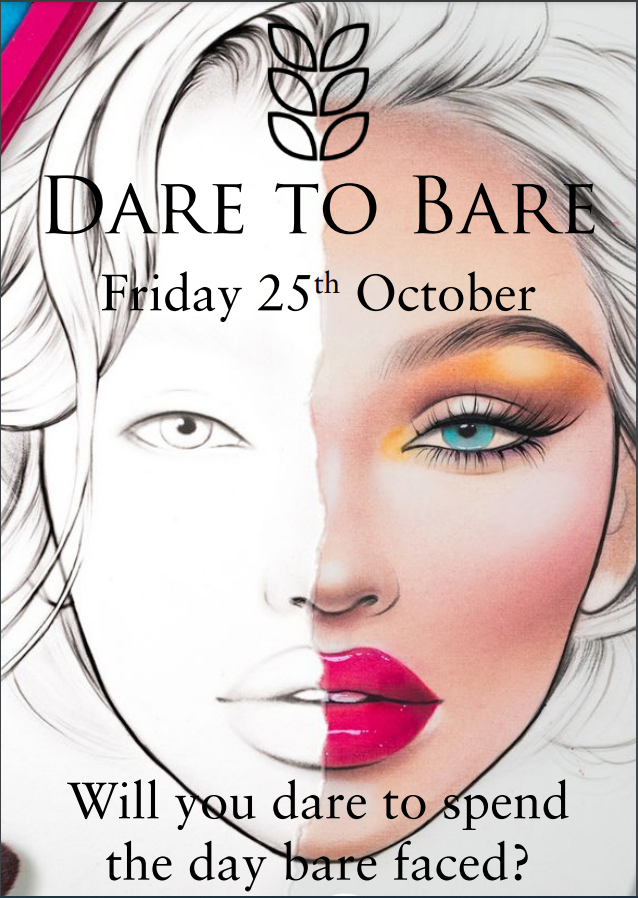 Dare to Bare
Friday 25th October
Will you dare to spend
the day bare faced?